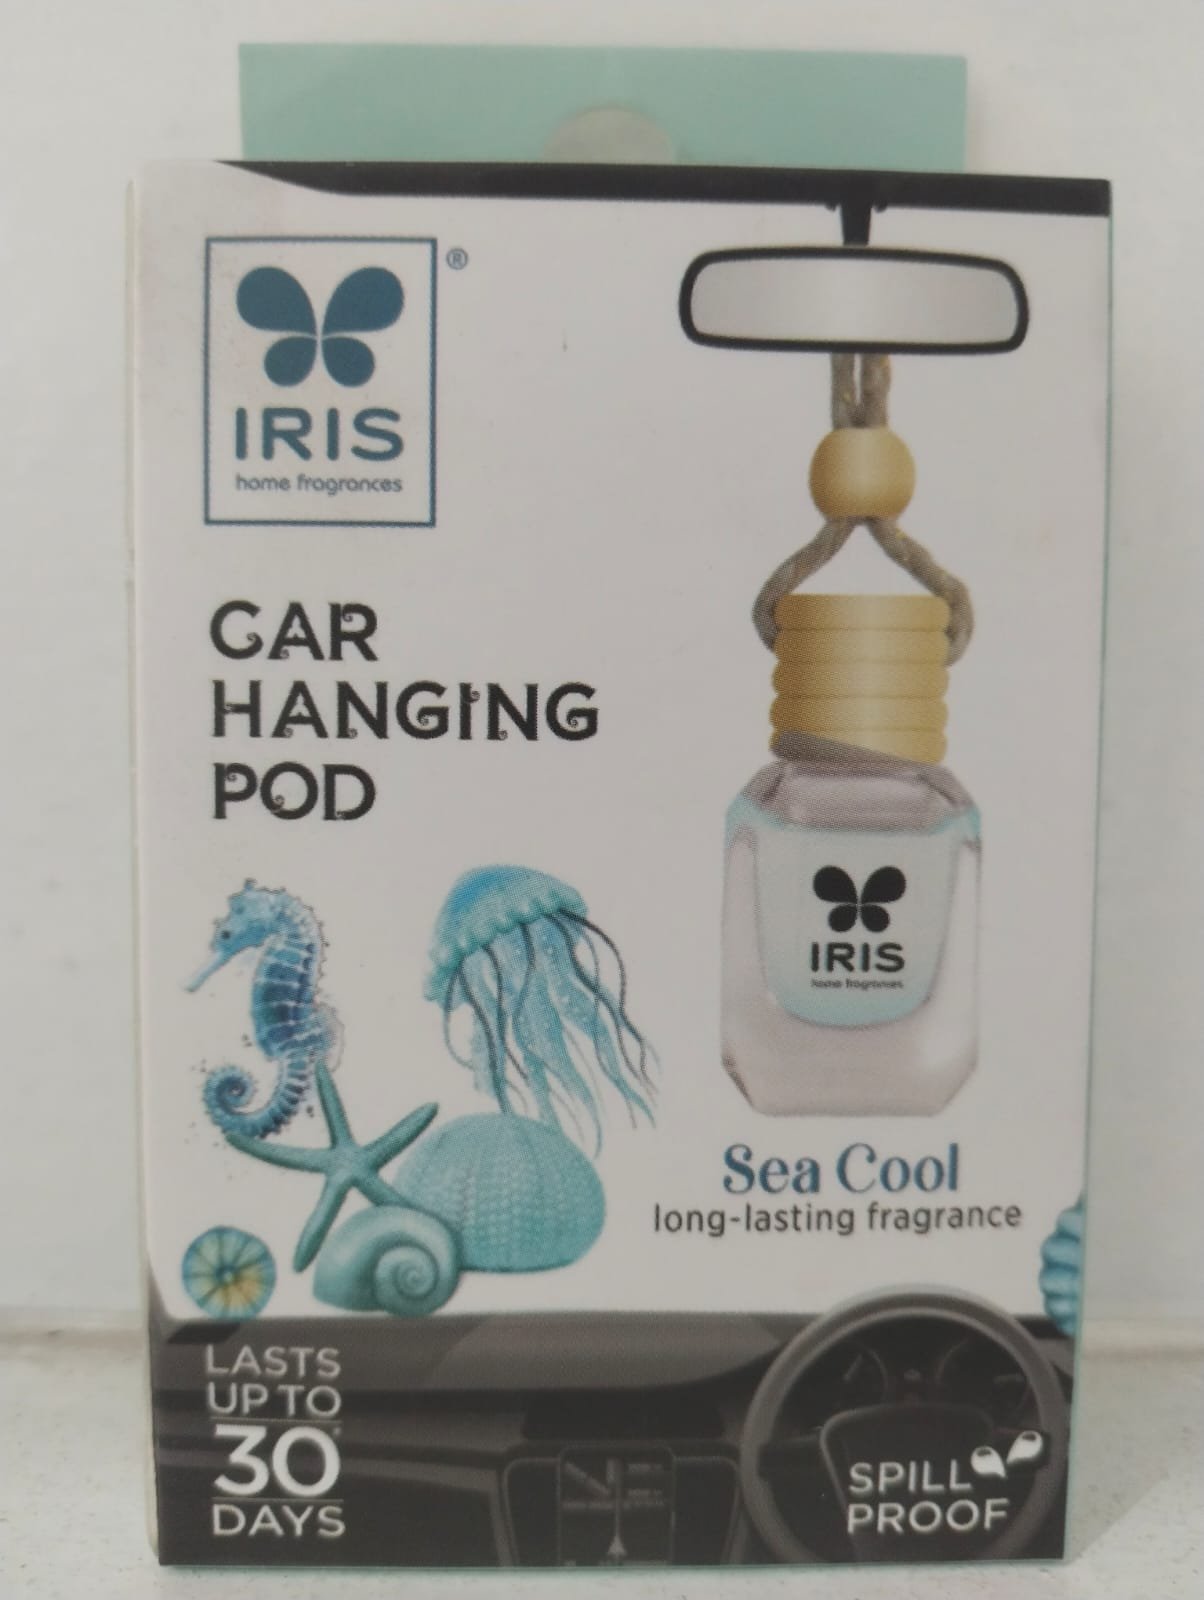 IRIS
®
home fragrances
CAR
HANGING
POD
IRIS
home fragrances
Sea Cool
long-lasting fragrance
LASTS
UP TO
30*
DAYS
SPILL
PROOF